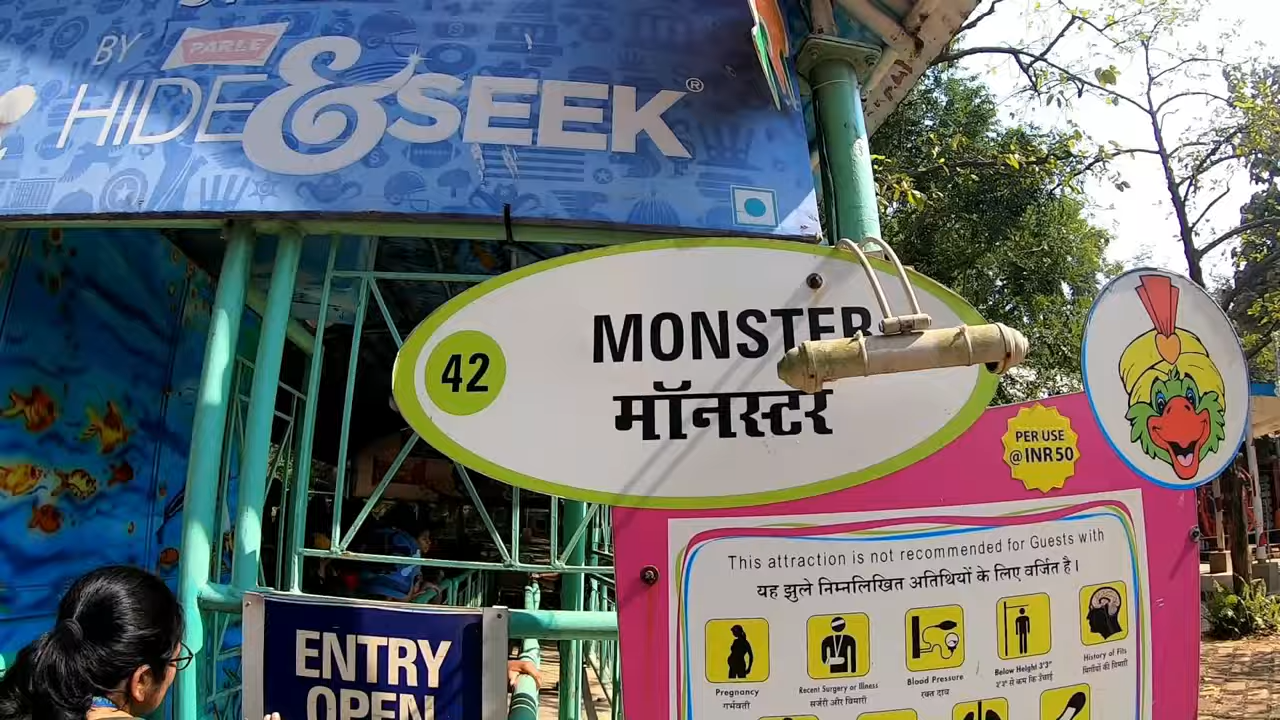 BY PARLE
HIDE & SEEK®
42
MONSTER
मॉनस्टर
PER USE
@ INR 50
This attraction is not recommended for Guests with
यह झुले निम्नलिखित अतिथियों के लिए वर्जित है।
Pregnancy
गर्भवती
Recent Surgery or Illness
सर्जरी और बिमारी
Blood Pressure
रक्त दाव
Below Height 3'3"
3'3" से कम कि ऊँचाई
History of Fits
मिर्गीयों की बिमारी
ENTRY
OPEN